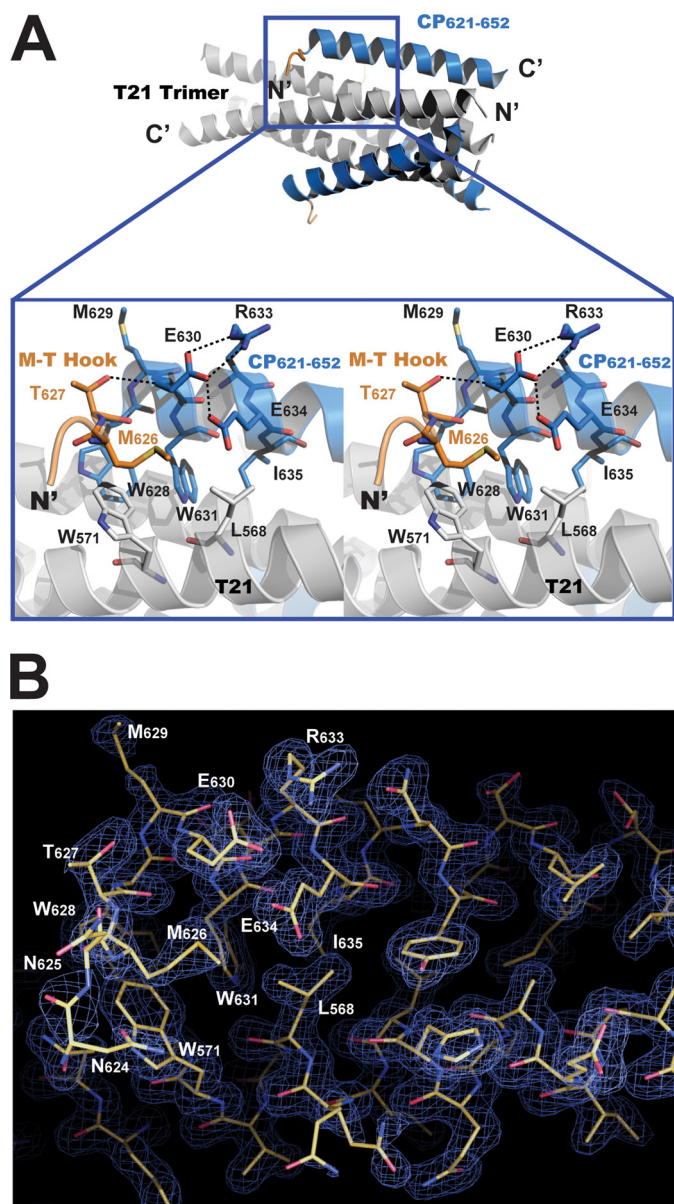 A
CP621-652
T21 Trimer
N'
C'
C'
N'
M629
R633
E630
M-T Hook
CP621-652
T627
E634
M626
I635
N'
W628
W631
W571
L568
T21
M629
R633
E630
M-T Hook
CP621-652
T627
E634
M626
I635
N'
W628
W631
W571
L568
T21
B
M629
R633
E630
T627
W628
M626
E634
I635
N625
W631
L568
W571
N624